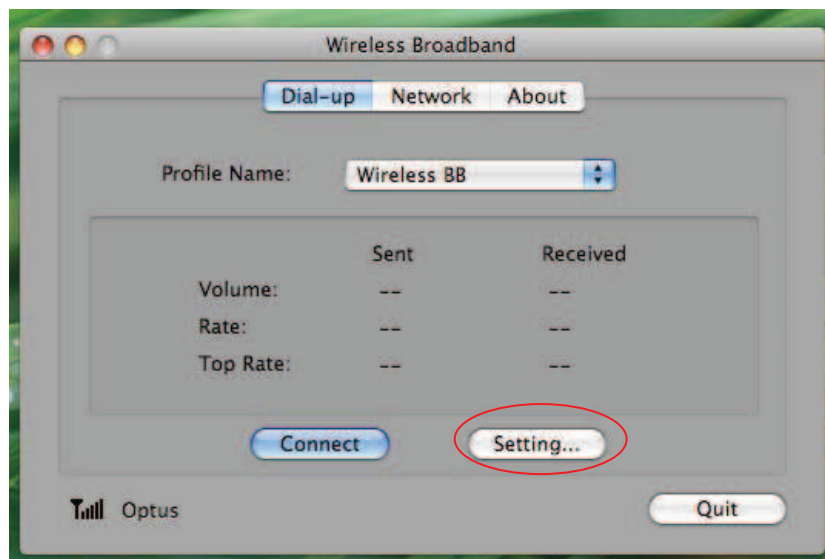 Wireless Broadband
Dial-up Network About
Profile Name: Wireless BB
Sent Received
Volume: -- --
Rate: -- --
Top Rate: -- --
Connect Setting...
Optus Quit